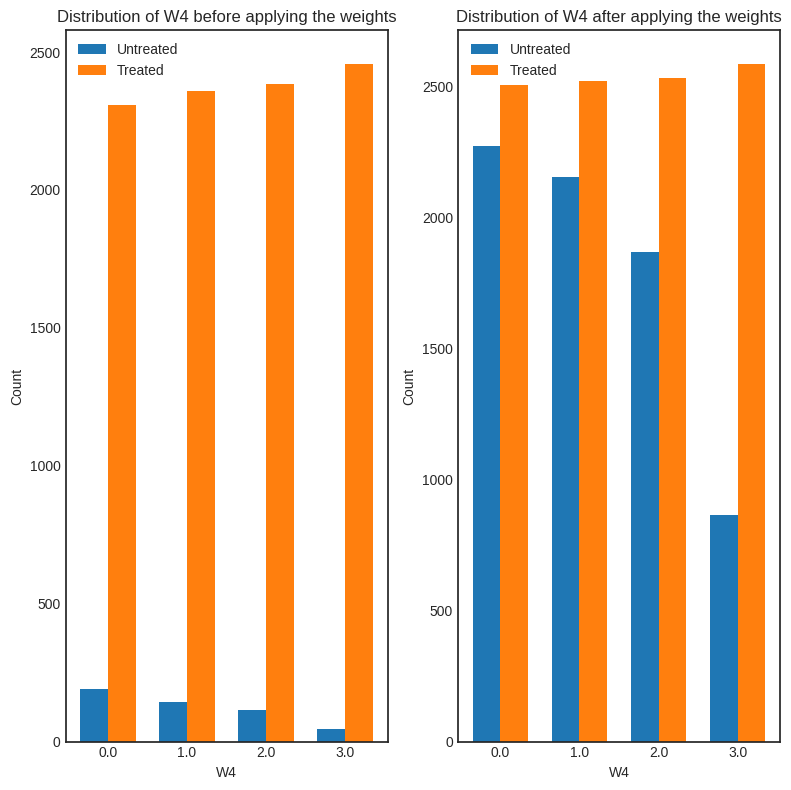 Distribution of W4 before applying the weights
Untreated
Treated
2500
2000
1500
1000
500
0
Count
0.0 1.0 2.0 3.0
W4
Distribution of W4 after applying the weights
Untreated
Treated
2500
2000
1500
1000
500
0
Count
0.0 1.0 2.0 3.0
W4